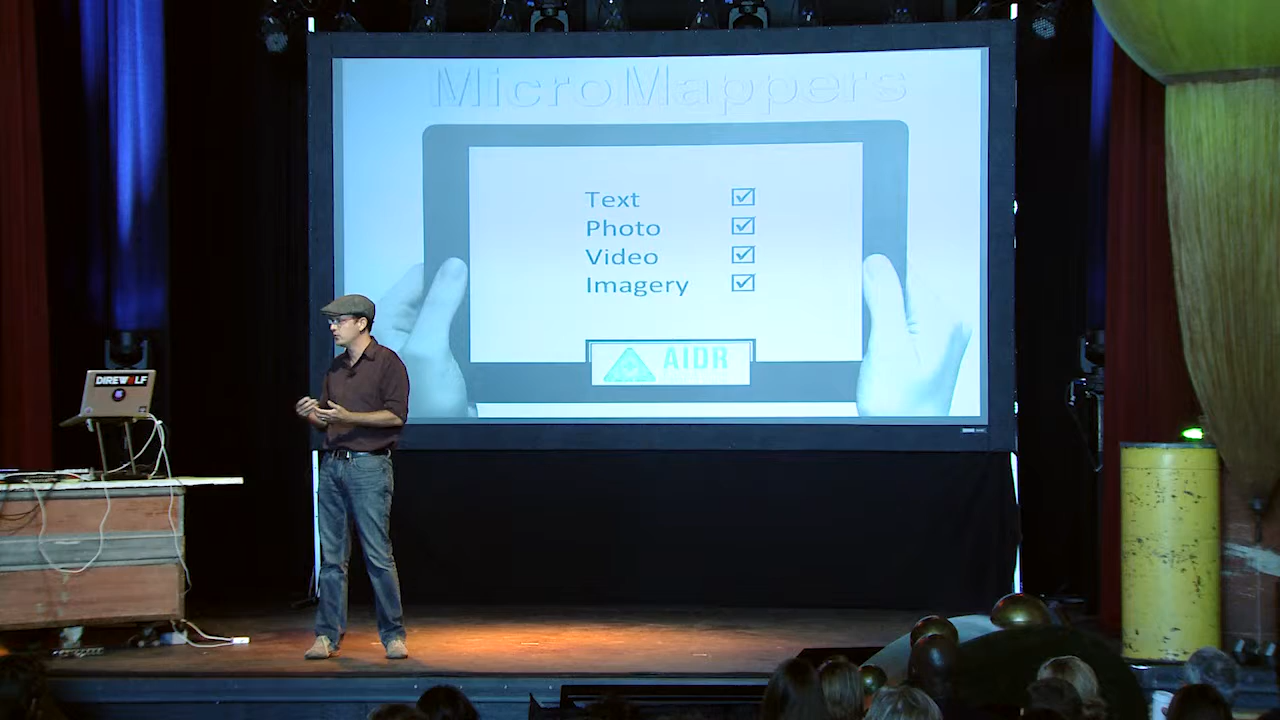 MicroMappers
Text ☑
Photo ☑
Video ☑
Imagery ☑
AIDR
DIREWOLF